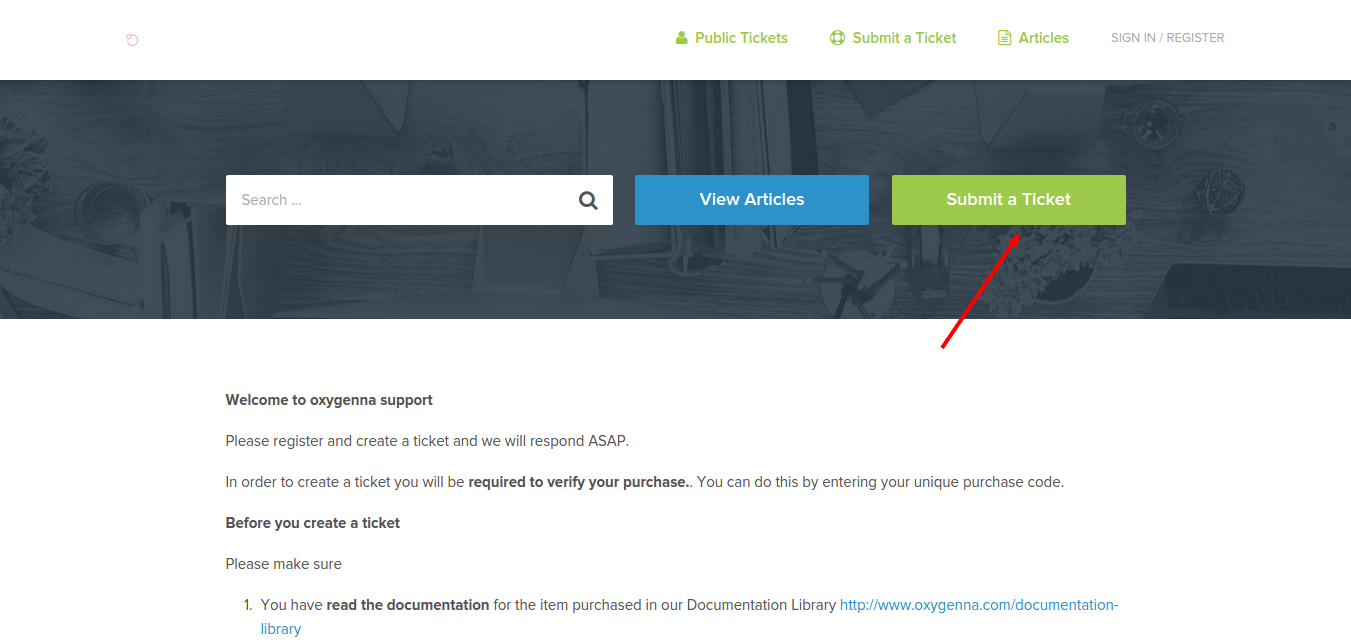 Public Tickets Submit a Ticket Articles SIGN IN / REGISTER
Search ... View Articles Submit a Ticket
Welcome to oxygenna support
Please register and create a ticket and we will respond ASAP.
In order to create a ticket you will be required to verify your purchase.. You can do this by entering your unique purchase code.
Before you create a ticket
Please make sure
1. You have read the documentation for the item purchased in our Documentation Library http://www.oxygenna.com/documentation-
library